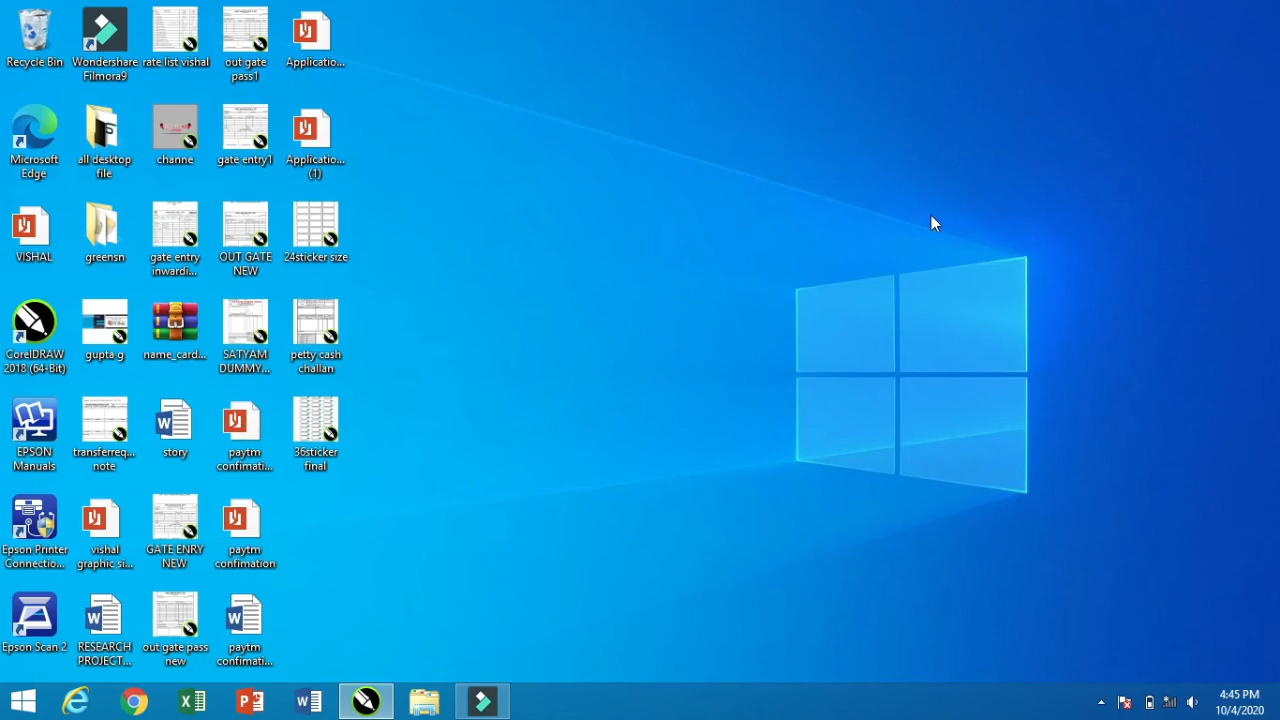 Recycle Bin
Wondershare
Filmora9
rate list vishal
out gate
pass1
Applicatio...
Microsoft
Edge
all desktop
file
channe
gate entry1
Applicatio...
(1)
VISHAL
greensn
gate entry
inwardi...
OUT GATE
NEW
24sticker size
CorelDRAW
2018 (64-Bit)
gupta g
name_card...
SATYAM
DUMMY...
petty cash
challan
EPSON
Manuals
transferreq...
note
story
paytm
confimati...
36sticker
final
Epson Printer
Connectio...
vishal
graphic si...
GATE ENRY
NEW
paytm
confimation
Epson Scan 2
RESEARCH
PROJECT...
out gate pass
new
paytm
confimati...
4:45 PM
10/4/2020